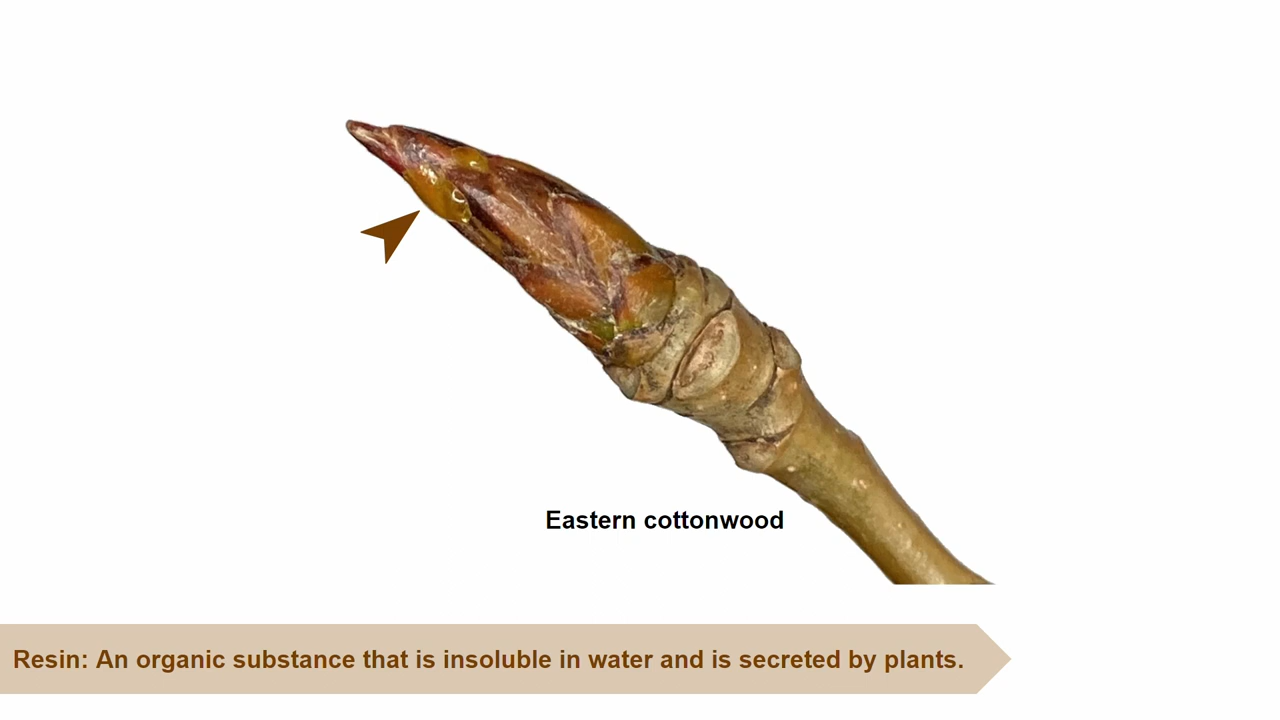 Eastern cottonwood
Resin: An organic substance that is insoluble in water and is secreted by plants.